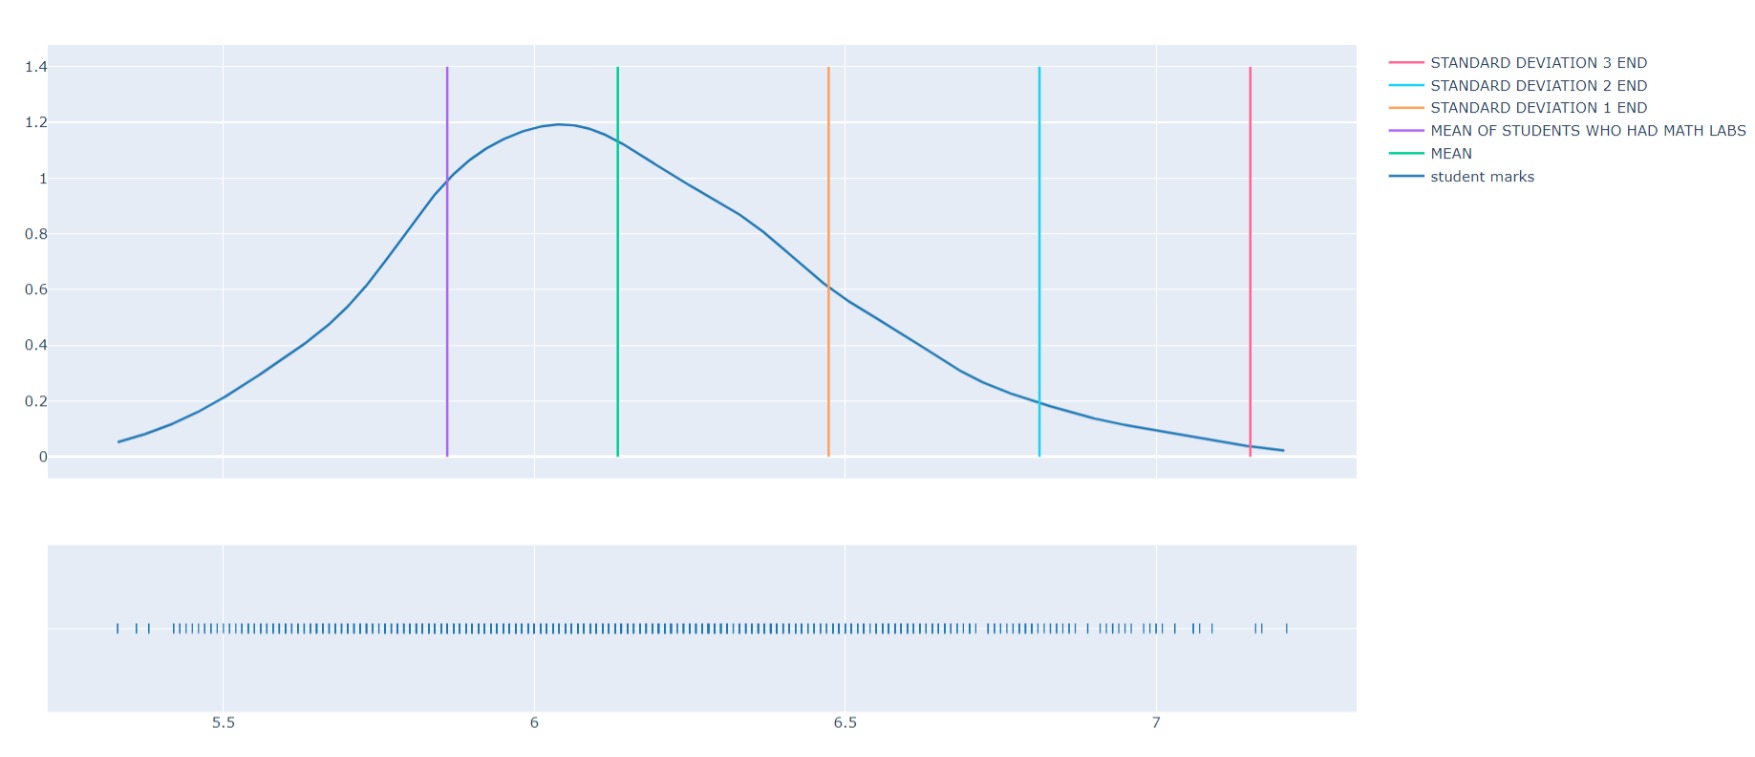 1.4
1.2
1
0.8
0.6
0.4
0.2
0
STANDARD DEVIATION 3 END
STANDARD DEVIATION 2 END
STANDARD DEVIATION 1 END
MEAN OF STUDENTS WHO HAD MATH LABS
MEAN
student marks
5.5 6 6.5 7